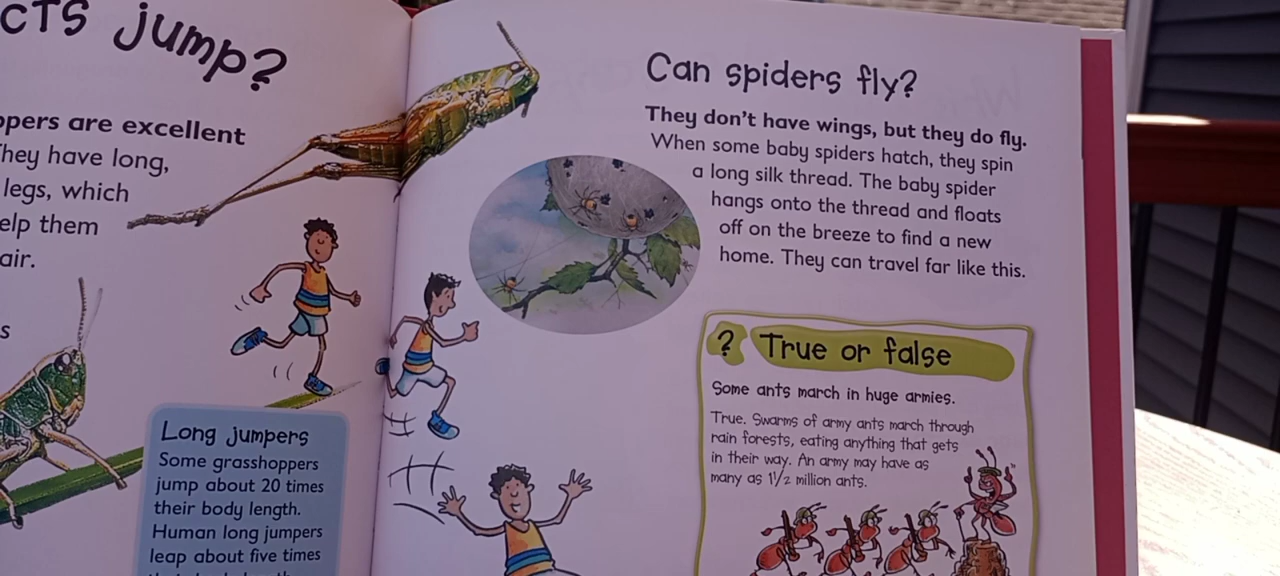 jump?
are excellent
They have long,
legs, which
them
air.
Long jumpers
Some grasshoppers
jump about 20 times
their body length.
Human long jumpers
leap about five times
Can spiders fly?
They don't have wings, but they do fly.
When some baby spiders hatch, they spin
a long silk thread. The baby spider
hangs onto the thread and floats
off on the breeze to find a new
home. They can travel far like this.
? True or false
Some ants march in huge armies.
True. Swarms of army ants march through
rain forests, eating anything that gets
in their way. An army may have as
many as 1½ million ants.